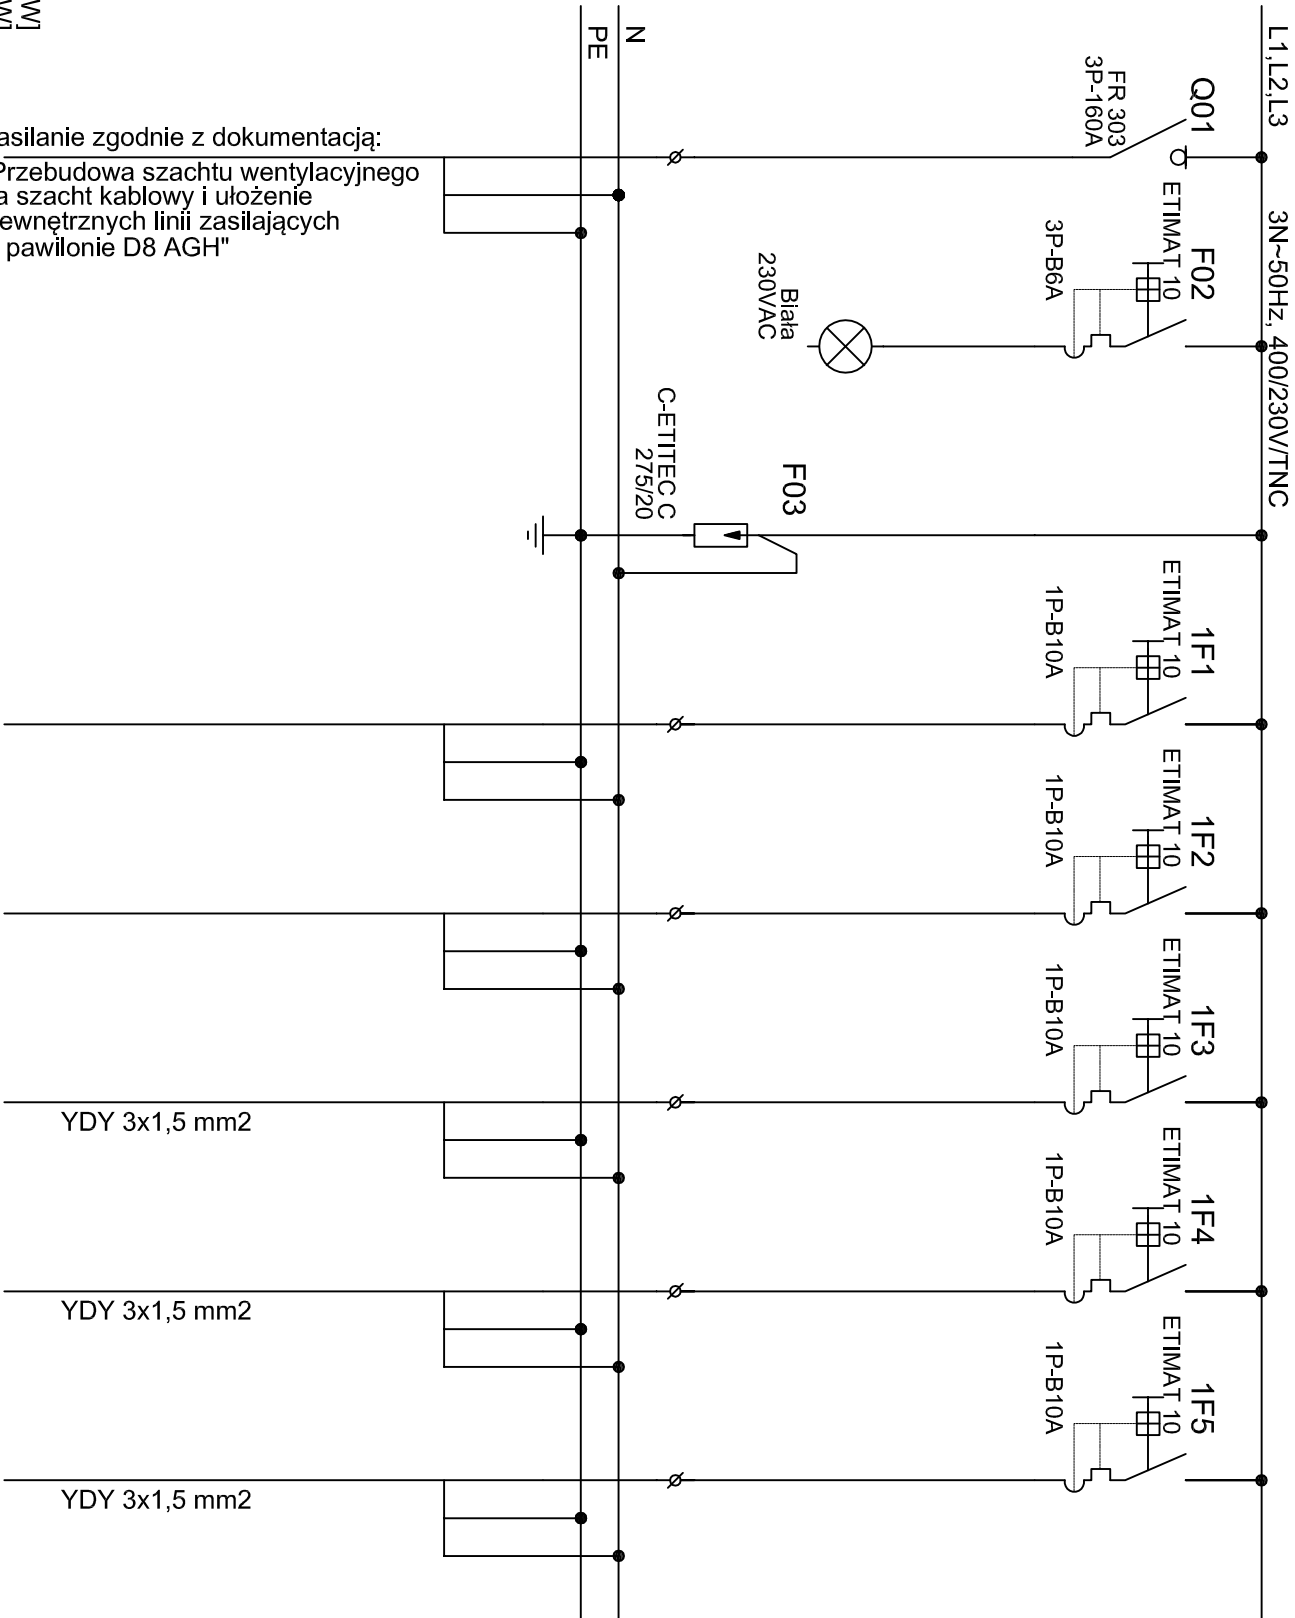 L1,L2,L3
3N~50Hz, 400/230V/TNC
N
PE
W]
W]
asilanie zgodnie z dokumentacją:
Przebudowa szachtu wentylacyjnego
a szacht kablowy i ułożenie
ewnętrznych linii zasilających
pawilonie D8 AGH"
Q01
FR 303
3P-160A
F02
ETIMAT 10
3P-B6A
Biała
230VAC
F03
C-ETITEC C
275/20
1F1
ETIMAT 10
1P-B10A
1F2
ETIMAT 10
1P-B10A
1F3
ETIMAT 10
1P-B10A
YDY 3x1,5 mm2
1F4
ETIMAT 10
1P-B10A
YDY 3x1,5 mm2
1F5
ETIMAT 10
1P-B10A
YDY 3x1,5 mm2